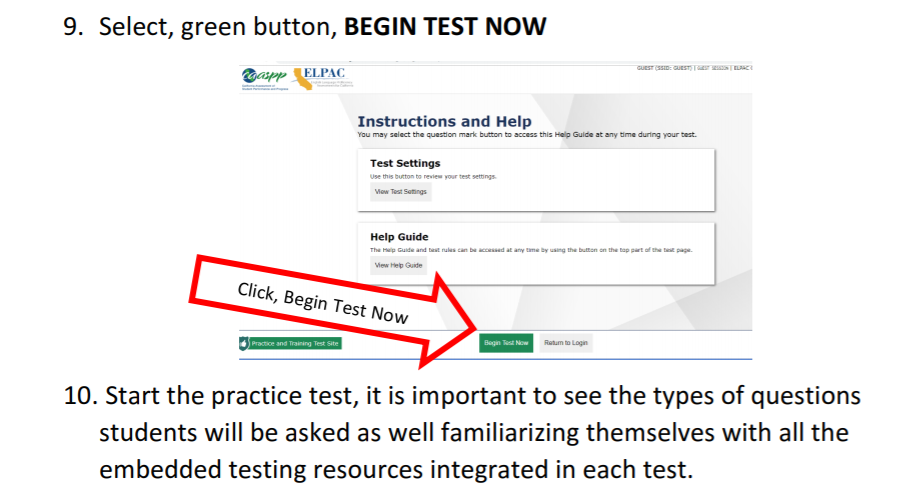 9. Select, green button, BEGIN TEST NOW
caaspp ELPAC
GUEST (SSID: GUEST) | GUEST SESSION | ELPAC
Instructions and Help
You may select the question mark button to access this Help Guide at any time during your test.
Test Settings
Use this button to review your test settings.
View Test Settings
Help Guide
The Help Guide and test rules can be accessed at any time by using the button on the top part of the test page.
View Help Guide
Click, Begin Test Now
Practice and Training Test Site
Begin Test Now
Return to Login
10. Start the practice test, it is important to see the types of questions
students will be asked as well familiarizing themselves with all the
embedded testing resources integrated in each test.